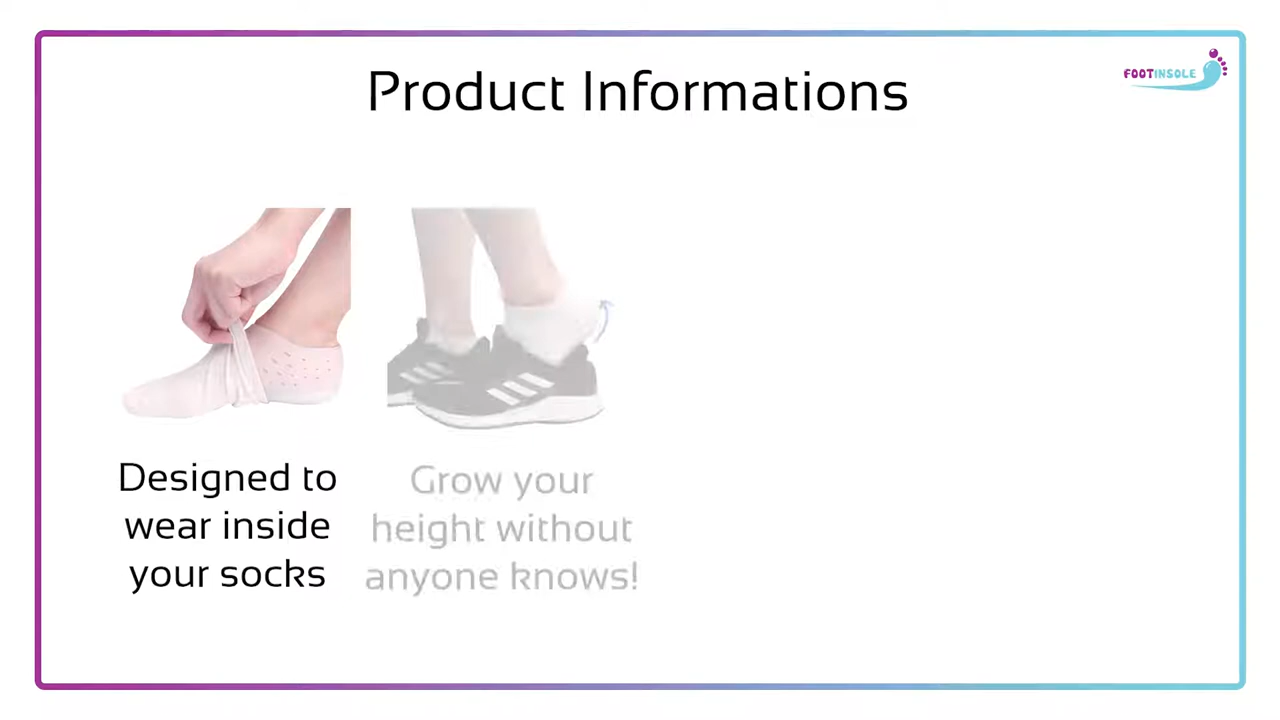 Product Informations
FOOTINSOLE
Designed to
wear inside
your socks
Grow your
height without
anyone knows!